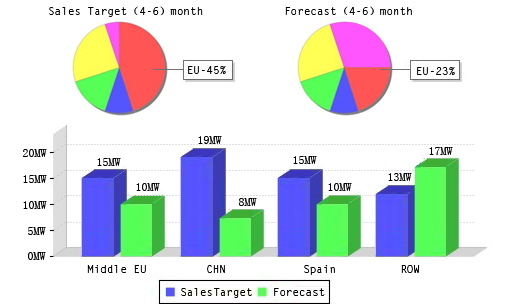 Sales Target (4-6) month
Forecast (4-6) month
EU-45%
EU-23%
20MW
15MW
10MW
5MW
0MW
15MW
10MW
19MW
8MW
15MW
10MW
13MW
17MW
Middle EU
CHN
Spain
ROW
SalesTarget
Forecast